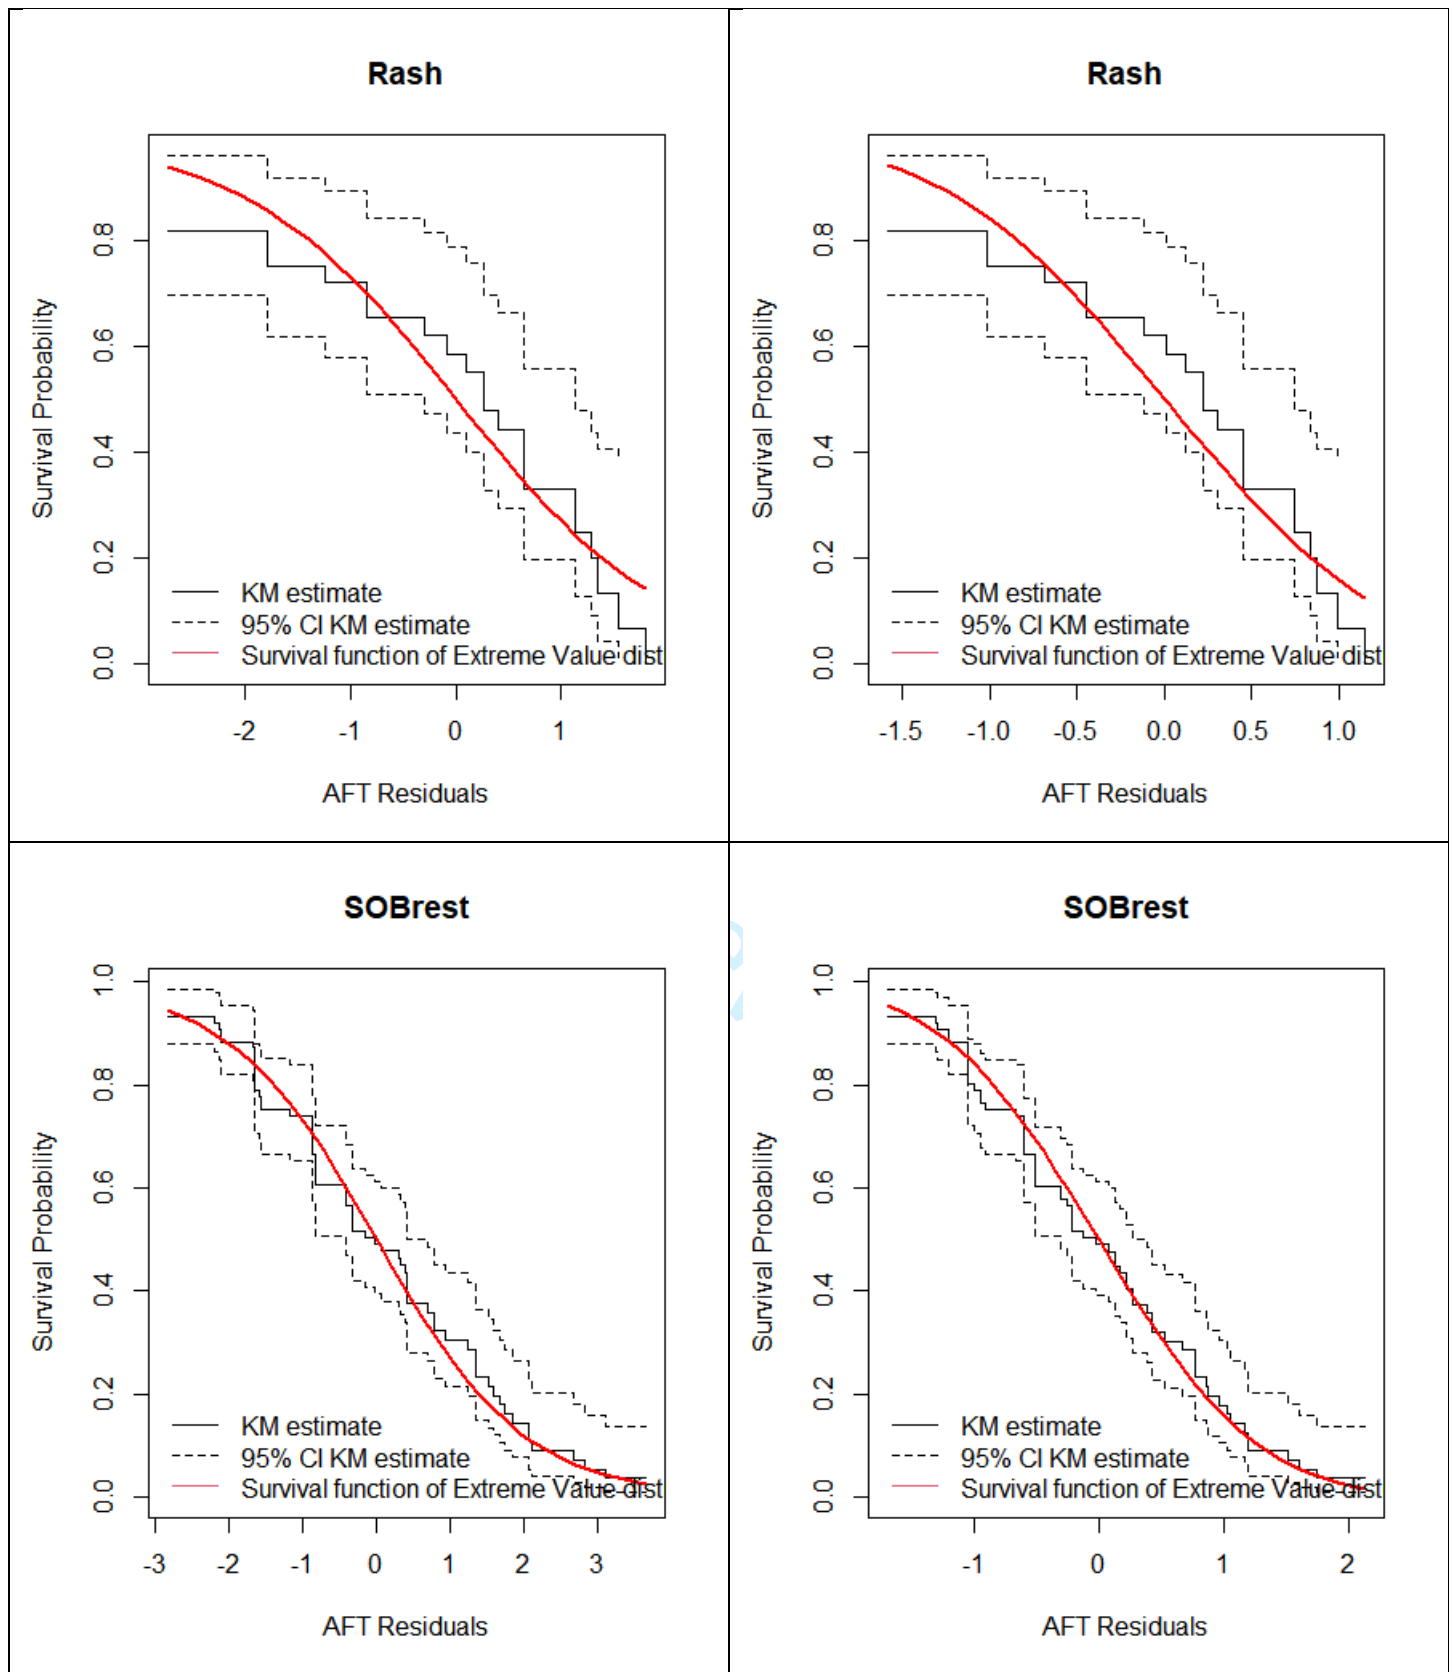 Rash
Survival Probability
0.0 0.2 0.4 0.6 0.8
KM estimate
95% CI KM estimate
Survival function of Extreme Value dist
-2 -1 0 1
AFT Residuals
Rash
Survival Probability
0.0 0.2 0.4 0.6 0.8
KM estimate
95% CI KM estimate
Survival function of Extreme Value dist
-1.5 -1.0 -0.5 0.0 0.5 1.0
AFT Residuals
SOBrest
Survival Probability
0.0 0.2 0.4 0.6 0.8 1.0
KM estimate
95% CI KM estimate
Survival function of Extreme Value dist
-3 -2 -1 0 1 2 3
AFT Residuals
SOBrest
Survival Probability
0.0 0.2 0.4 0.6 0.8 1.0
KM estimate
95% CI KM estimate
Survival function of Extreme Value dist
-1 0 1 2
AFT Residuals